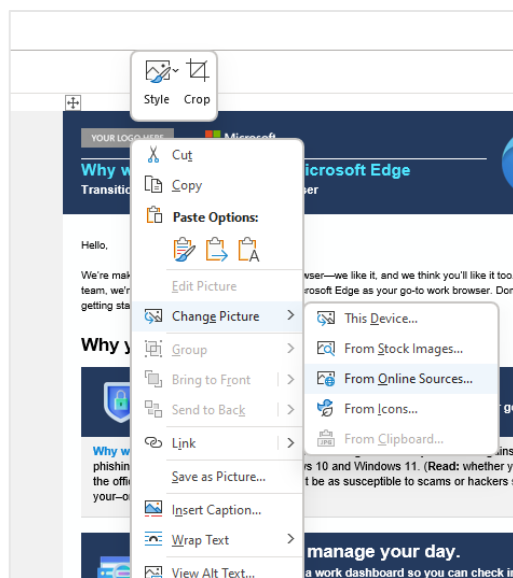 Style Crop
YOUR LOGO HERE Microsoft
Cut
Why w icrosoft Edge
Transitio ser
Copy
Paste Options:
Hello,
We're mak wser—we like it, and we think you'll like it too.
Edit Picture
team, we'r rosoft Edge as your go-to work browser. Don
getting sta
Change Picture
This Device...
Why y
Group
From Stock Images...
Bring to Front
From Online Sources...
Send to Back
From Icons...
g
Link
From Clipboard...
Why w
phishin s 10 and Windows 11. (Read: whether y
Save as Picture...
the offi t be as susceptible to scams or hackers s
your–o
Insert Caption...
Wrap Text
manage your day.
View Alt Text...
a work dashboard so you can check in